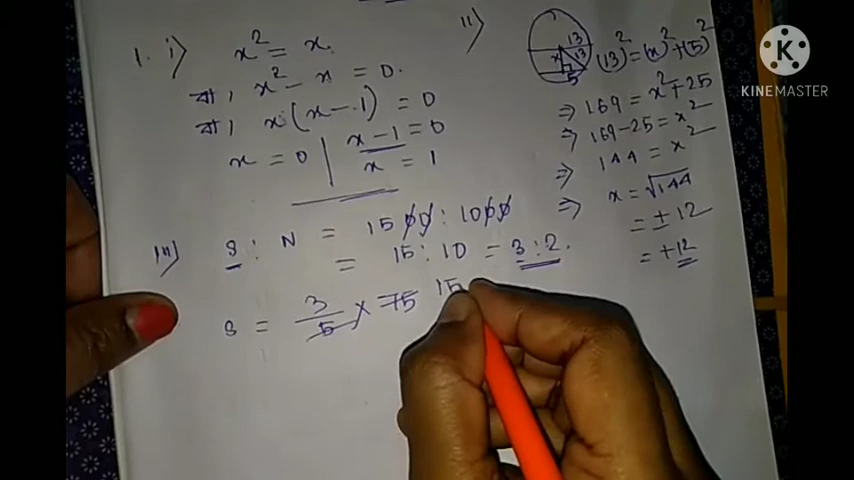 1. i) x² = x.
বা, x² - x = 0.
বা, x(x - 1) = 0
x = 0 | x - 1 = 0
x = 1
ii) 13
13
x
5
(13)² = (x)² + (5)²
⇒ 169 = x² + 25
⇒ 169 - 25 = x²
⇒ 144 = x²
⇒ x = √144
= ± 12
= +12
iii) S : N = 1500 : 1000
= 15 : 10 = 3 : 2.
S = 3/5 × 75 15
K
KINEMASTER